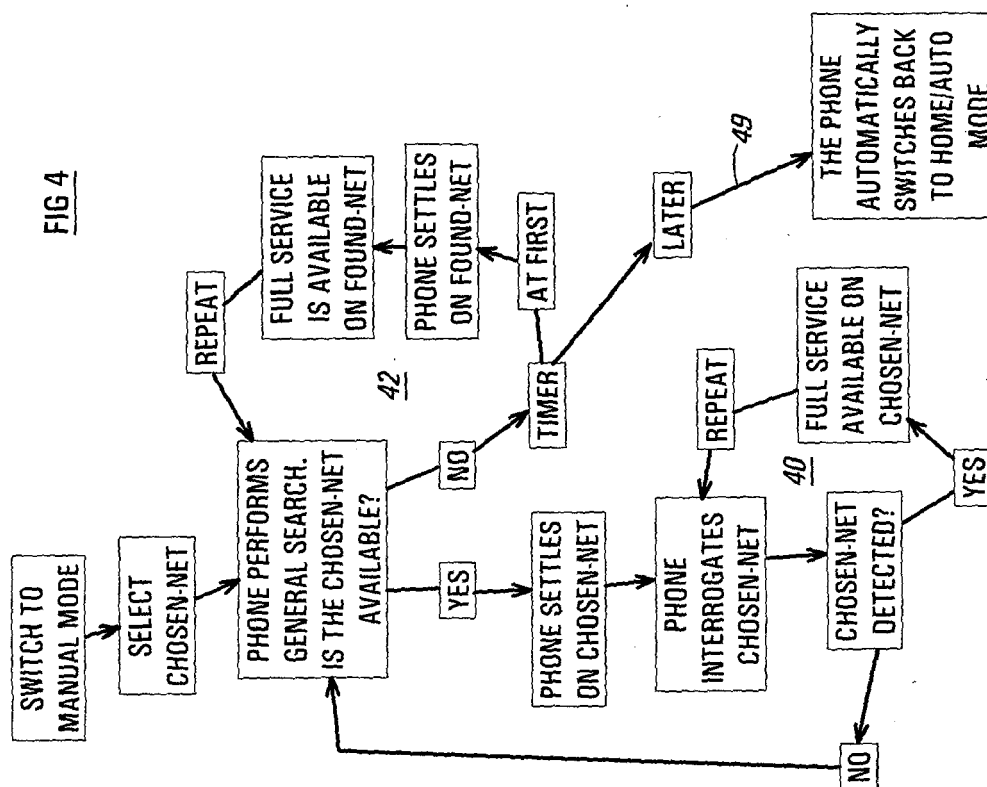 FIG 4
SWITCH TO
MANUAL MODE
SELECT
CHOSEN-NET
PHONE PERFORMS
GENERAL SEARCH.
IS THE CHOSEN-NET
AVAILABLE?
REPEAT
FULL SERVICE
IS AVAILABLE
ON FOUND-NET
PHONE SETTLES
ON FOUND-NET
AT FIRST
42
NO
TIMER
LATER
49
THE PHONE
AUTOMATICALLY
SWITCHES BACK
TO HOME/AUTO
MODE
YES
PHONE SETTLES
ON CHOSEN-NET
PHONE
INTERROGATES
CHOSEN-NET
REPEAT
FULL SERVICE
AVAILABLE ON
CHOSEN-NET
40
CHOSEN-NET
DETECTED?
YES
NO